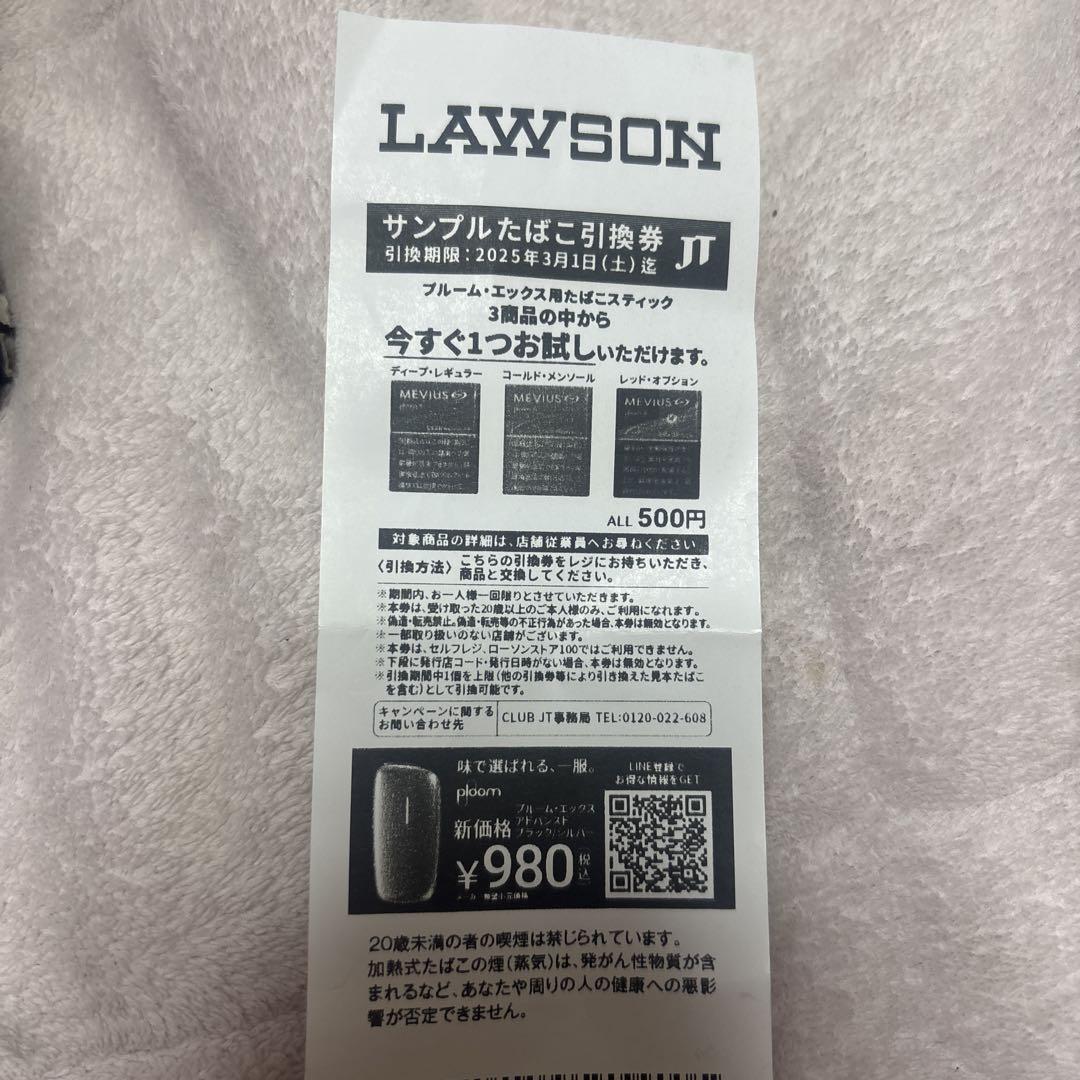 LAWSON
サンプルたばこ引換券
引換期限:2025年3月1日(土)迄
JT
プルーム・エックス用たばこスティック
3商品の中から
今すぐ1つお試しいただけます。
ディープ・レギュラー コールド・メンソール レッド・オプション
MEVIUS MEVIUS MEVIUS
ALL 500円
対象商品の詳細は、店舗従業員へお尋ねください
〈引換方法〉こちらの引換券をレジにお持ちいただき、
商品と交換してください。
※期間内、お一人様一回限りとさせていただきます。
※本券は、受け取った20歳以上のご本人様のみ、ご利用になれます。
※偽造・転売禁止。偽造・転売等の不正行為があった場合、本券は無効となります。
※一部取り扱いのない店舗がございます。
※本券は、セルフレジ、ローソンストア100ではご利用できません。
※下段に発行店コード・発行日時がない場合、本券は無効となります。
※引換期間中1個を上限(他の引換券等により引き換えた見本たばこ
を含む)として引換可能です。
キャンペーンに関する
お問い合わせ先
CLUB JT事務局 TEL:0120-022-608
味で選ばれる、一服。
ploom
新価格
プルーム・エックス
アドバンスド
ブラック/シルバー
¥980(税込)
メーカー希望小売価格
LINE登録で
お得な情報をGET
20歳未満の者の喫煙は禁じられています。
加熱式たばこの煙(蒸気)は、発がん性物質が含
まれるなど、あなたや周りの人の健康への悪影
響が否定できません。